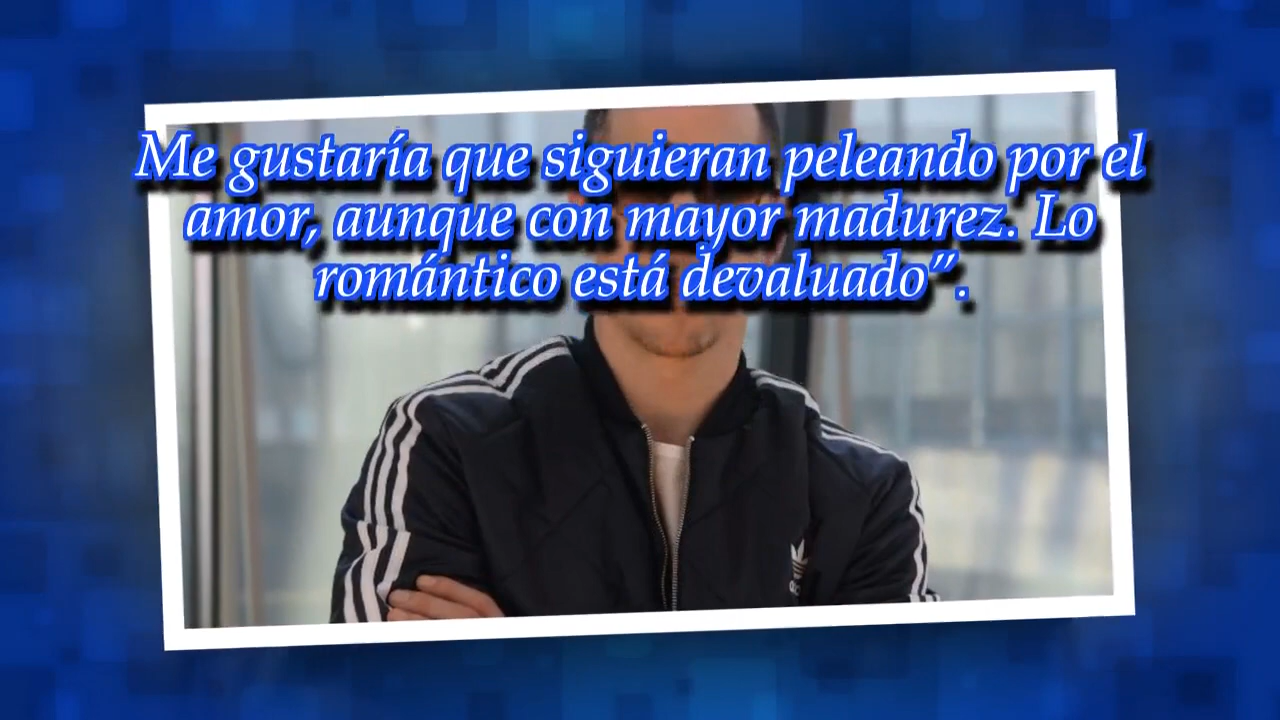 Me gustaría que siguieran peleando por el
amor, aunque con mayor madurez. Lo
romántico está devaluado”.